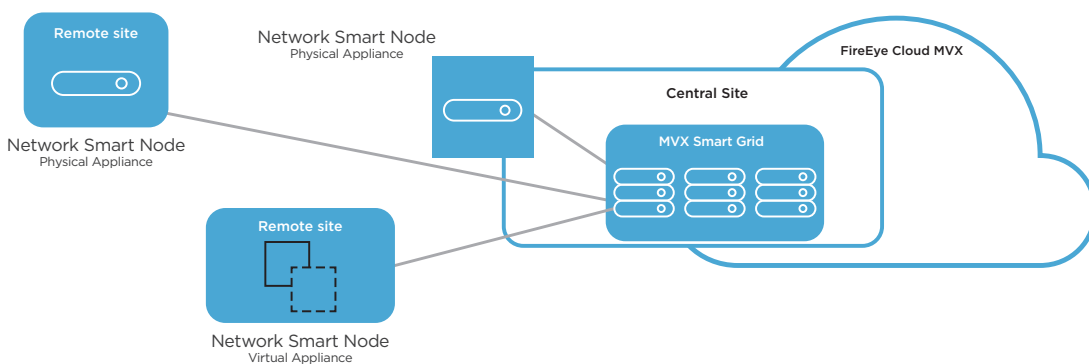 Remote site
Network Smart Node
Physical Appliance
Network Smart Node
Physical Appliance
FireEye Cloud MVX
Central Site
MVX Smart Grid
Remote site
Network Smart Node
Virtual Appliance